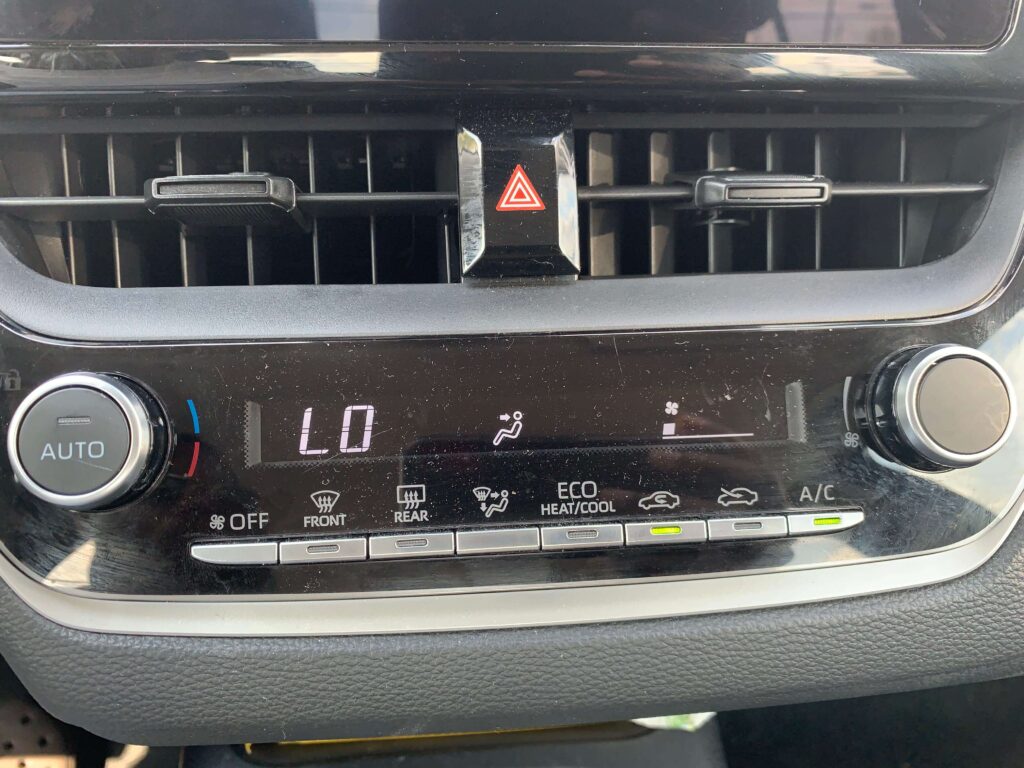 LO
AUTO
OFF
FRONT
REAR
ECO
HEAT/COOL
A/C